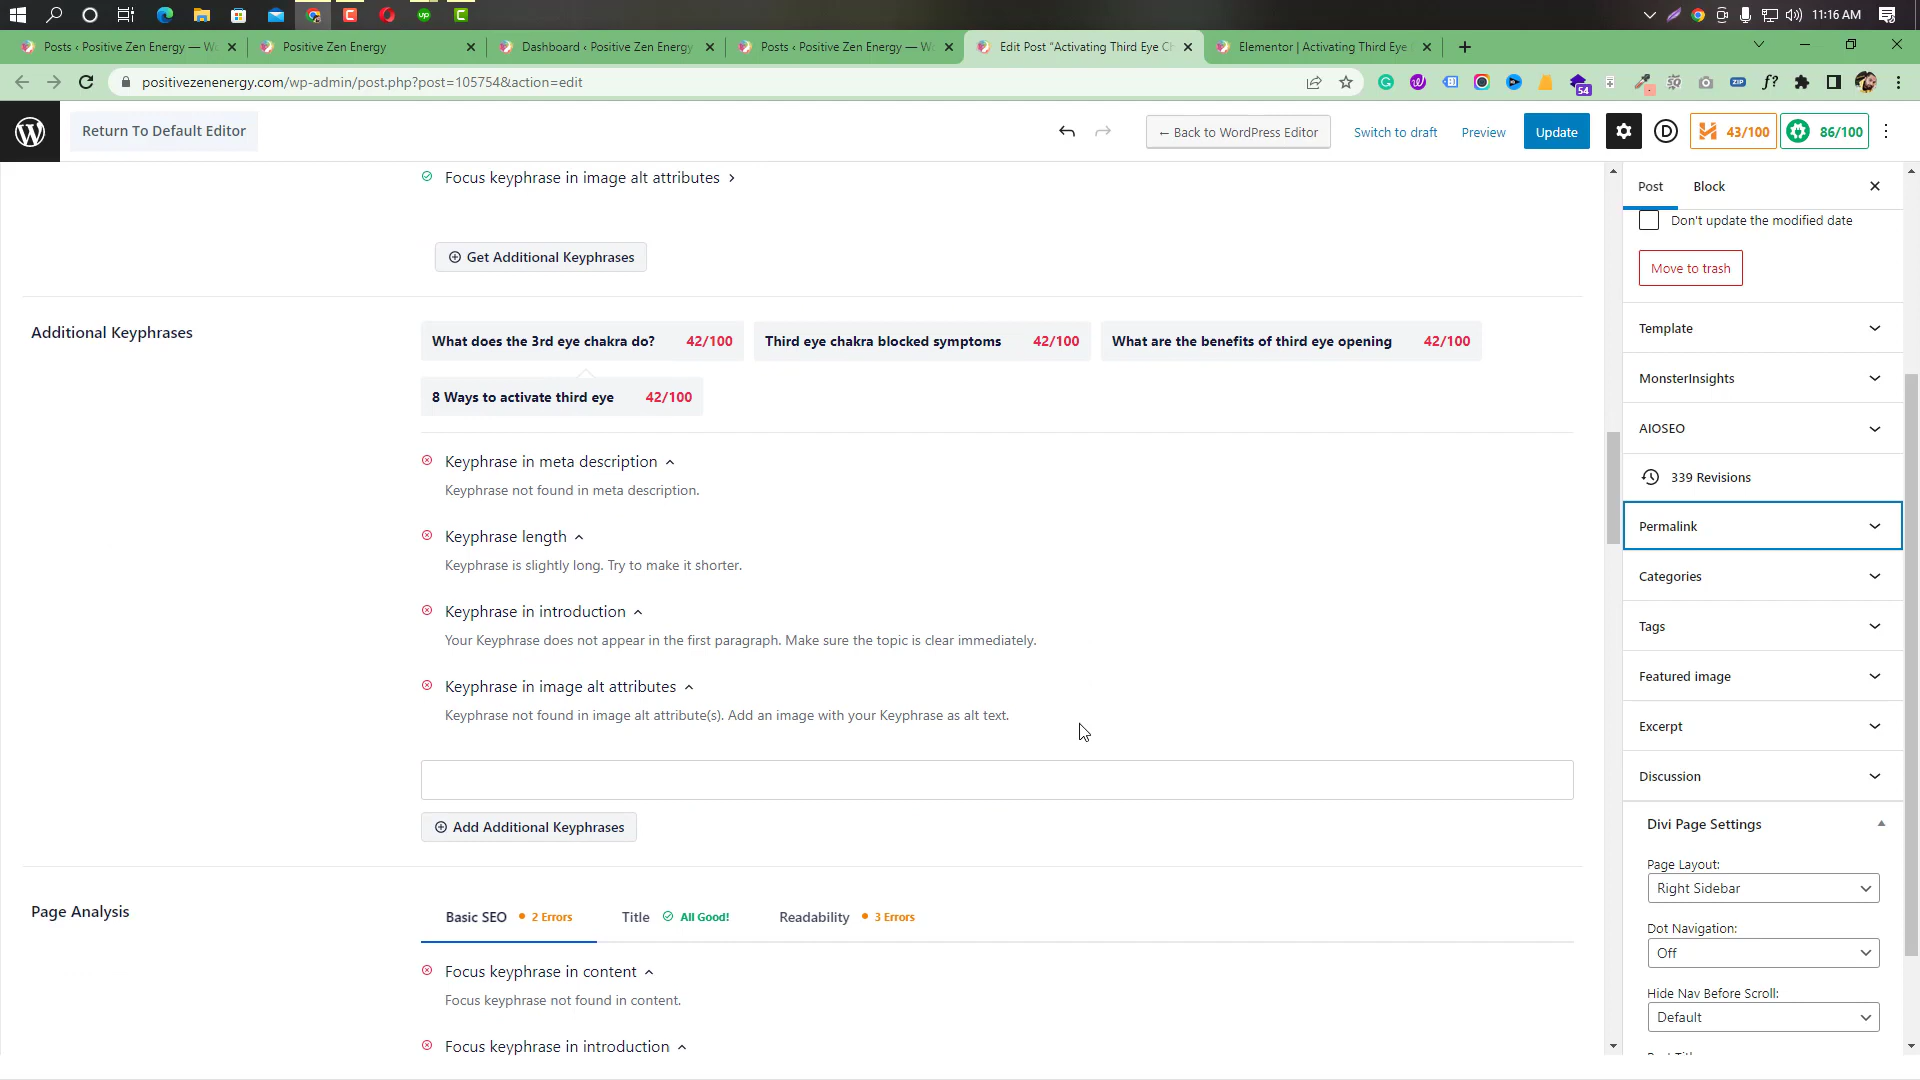 11:16 AM
Posts ‹ Positive Zen Energy — W
Positive Zen Energy
Dashboard ‹ Positive Zen Energy
Posts ‹ Positive Zen Energy — W
Edit Post “Activating Third Eye C
Elementor | Activating Third Eye
positivezenenergy.com/wp-admin/post.php?post=105754&action=edit
54
ZIP
f?
Return To Default Editor
← Back to WordPress Editor
Switch to draft
Preview
Update
D
43/100
86/100
Focus keyphrase in image alt attributes
Get Additional Keyphrases
Additional Keyphrases
What does the 3rd eye chakra do? 42/100
Third eye chakra blocked symptoms 42/100
What are the benefits of third eye opening 42/100
8 Ways to activate third eye 42/100
Keyphrase in meta description
Keyphrase not found in meta description.
Keyphrase length
Keyphrase is slightly long. Try to make it shorter.
Keyphrase in introduction
Your Keyphrase does not appear in the first paragraph. Make sure the topic is clear immediately.
Keyphrase in image alt attributes
Keyphrase not found in image alt attribute(s). Add an image with your Keyphrase as alt text.
Add Additional Keyphrases
Page Analysis
Basic SEO 2 Errors
Title All Good!
Readability 3 Errors
Focus keyphrase in content
Focus keyphrase not found in content.
Focus keyphrase in introduction
Post
Block
Don't update the modified date
Move to trash
Template
MonsterInsights
AIOSEO
339 Revisions
Permalink
Categories
Tags
Featured image
Excerpt
Discussion
Divi Page Settings
Page Layout:
Right Sidebar
Dot Navigation:
Off
Hide Nav Before Scroll:
Default